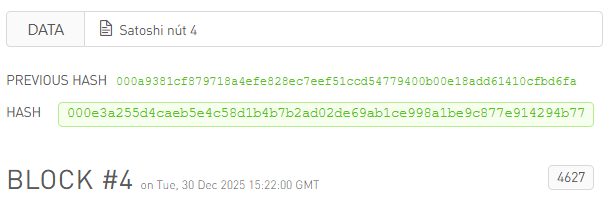 DATA Satoshi nút 4
PREVIOUS HASH 000a9381cf879718a4efe828ec7eef51ccd54779400b00e18add61410cfbd6fa
HASH 000e3a255d4caeb5e4c58d1b4b7b2ad02de69ab1ce998a1be9c877e914294b77
BLOCK #4 on Tue, 30 Dec 2025 15:22:00 GMT 4627